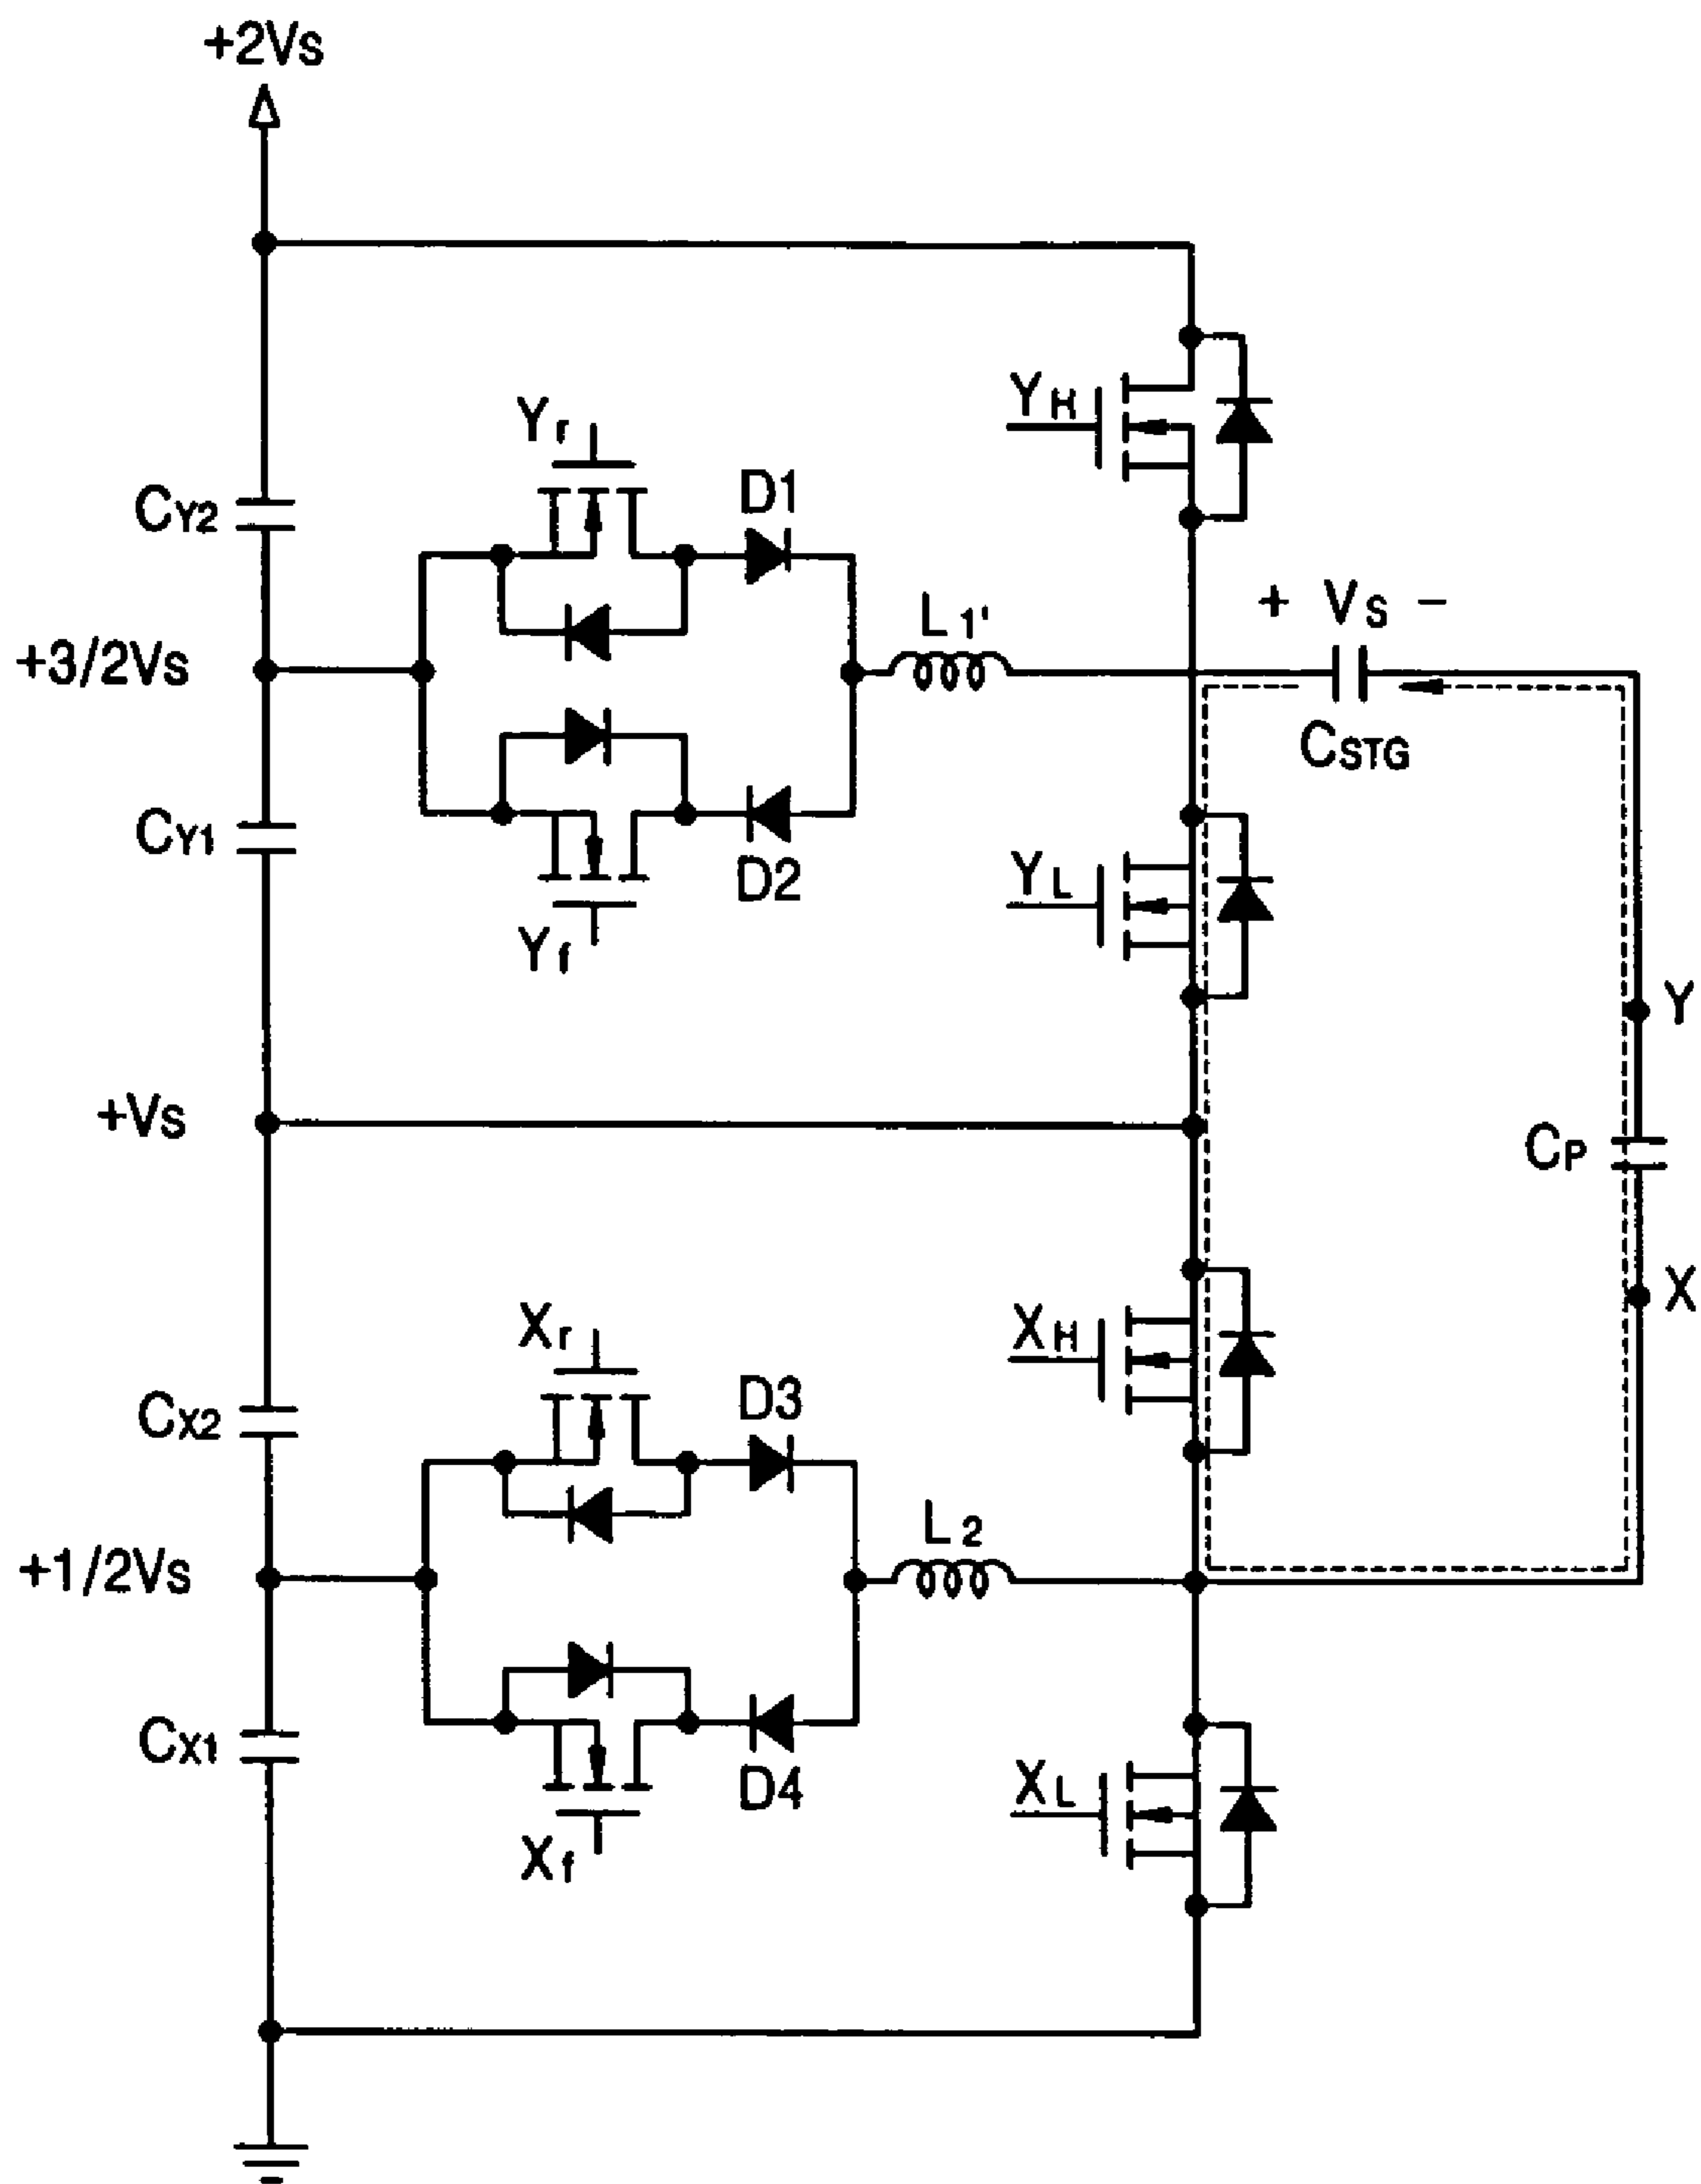 +2Vs
YH
Yr
D1
CY2
+ Vs −
L1'
+3/2Vs
CSTG
CY1
D2
YL
Yf
Y
+Vs
CP
X
Xr
XH
D3
CX2
L2
+1/2Vs
CX1
D4
XL
Xf